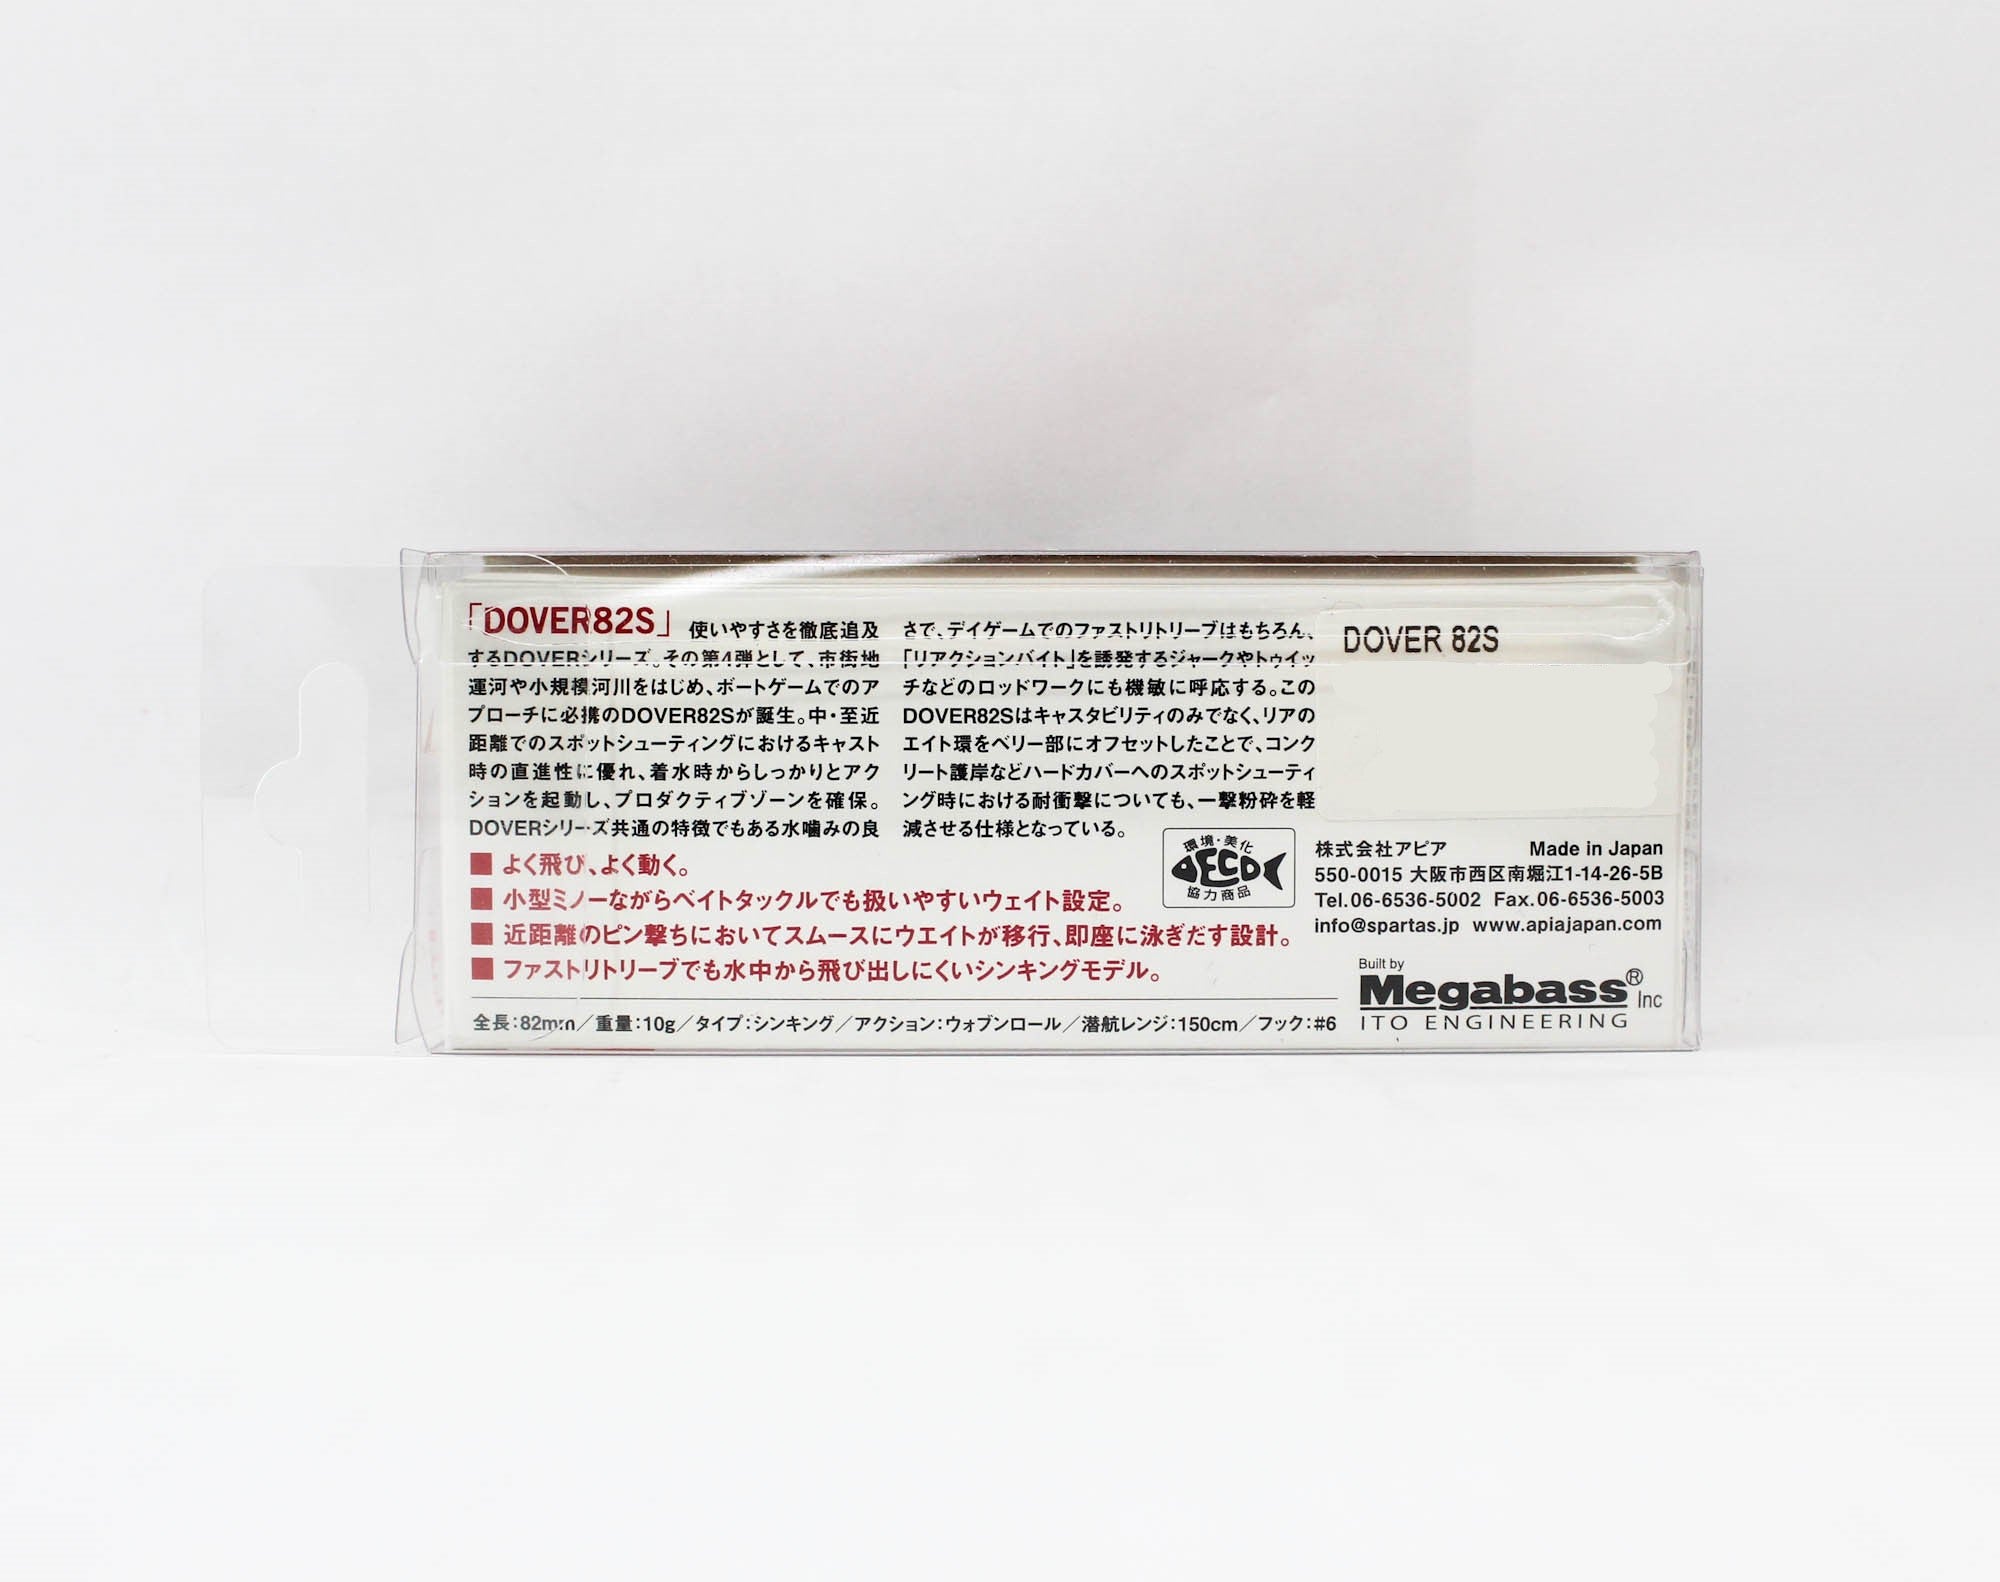 「DOVER82S」 使いやすさを徹底追及
するDOVERシリーズ。その第4弾として、市街地
運河や小規模河川をはじめ、ボートゲームでのア
プローチに必携のDOVER82Sが誕生。中・至近
距離でのスポットシューティングにおけるキャスト
時の直進性に優れ、着水時からしっかりとアク
ションを起動し、プロダクティブゾーンを確保。
DOVERシリーズ共通の特徴でもある水噛みの良
さで、デイゲームでのファストリトリーブはもちろん、
「リアクションバイト」を誘発するジャークやトゥイッ
チなどのロッドワークにも機敏に呼応する。この
DOVER82Sはキャスタビリティのみでなく、リアの
エイト環をベリー部にオフセットしたことで、コンク
リート護岸などハードカバーへのスポットシューティ
ング時における耐衝撃についても、一撃粉砕を軽
減させる仕様となっている。
■ よく飛び、よく動く。
■ 小型ミノーながらベイトタックルでも扱いやすいウェイト設定。
■ 近距離のピン撃ちにおいてスムースにウエイトが移行、即座に泳ぎだす設計。
■ ファストリトリーブでも水中から飛び出しにくいシンキングモデル。
全長:82mm/重量:10g/タイプ:シンキング/アクション:ウォブンロール/潜航レンジ:150cm/フック:#6
環境・美化
DECO
協力商品
DOVER 82S
株式会社アピア Made in Japan
550-0015 大阪市西区南堀江1-14-26-5B
Tel.06-6536-5002 Fax.06-6536-5003
info@spartas.jp www.apiajapan.com
Built by
Megabass® Inc
ITO ENGINEERING